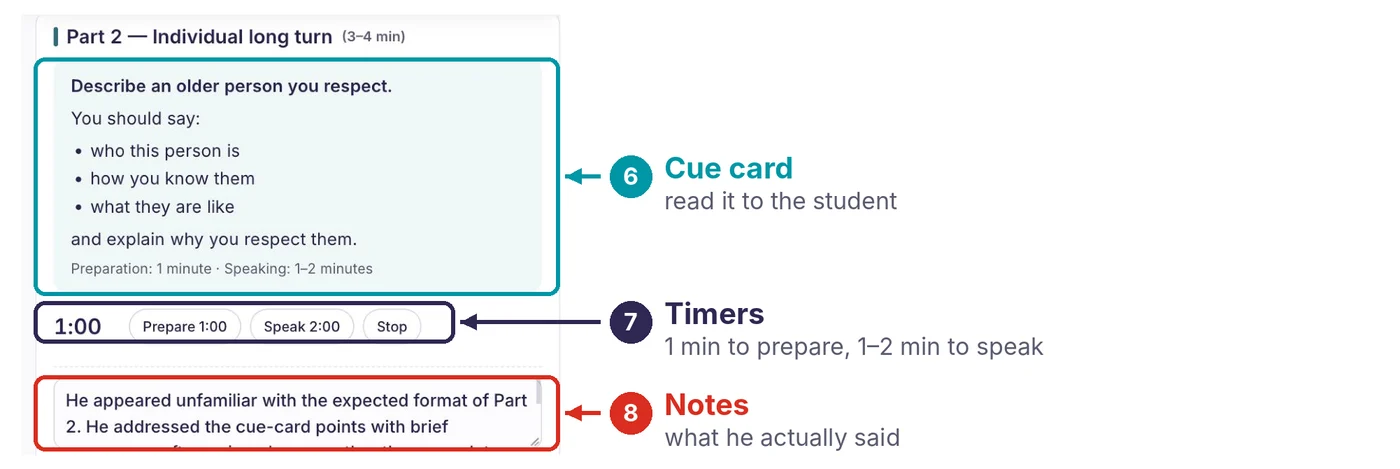 Part 2 — Individual long turn (3–4 min)
Describe an older person you respect.
You should say:
• who this person is
• how you know them
• what they are like
and explain why you respect them.
Preparation: 1 minute · Speaking: 1–2 minutes
6 Cue card
read it to the student
1:00 Prepare 1:00 Speak 2:00 Stop
7 Timers
1 min to prepare, 1–2 min to speak
He appeared unfamiliar with the expected format of Part
2. He addressed the cue-card points with brief
8 Notes
what he actually said